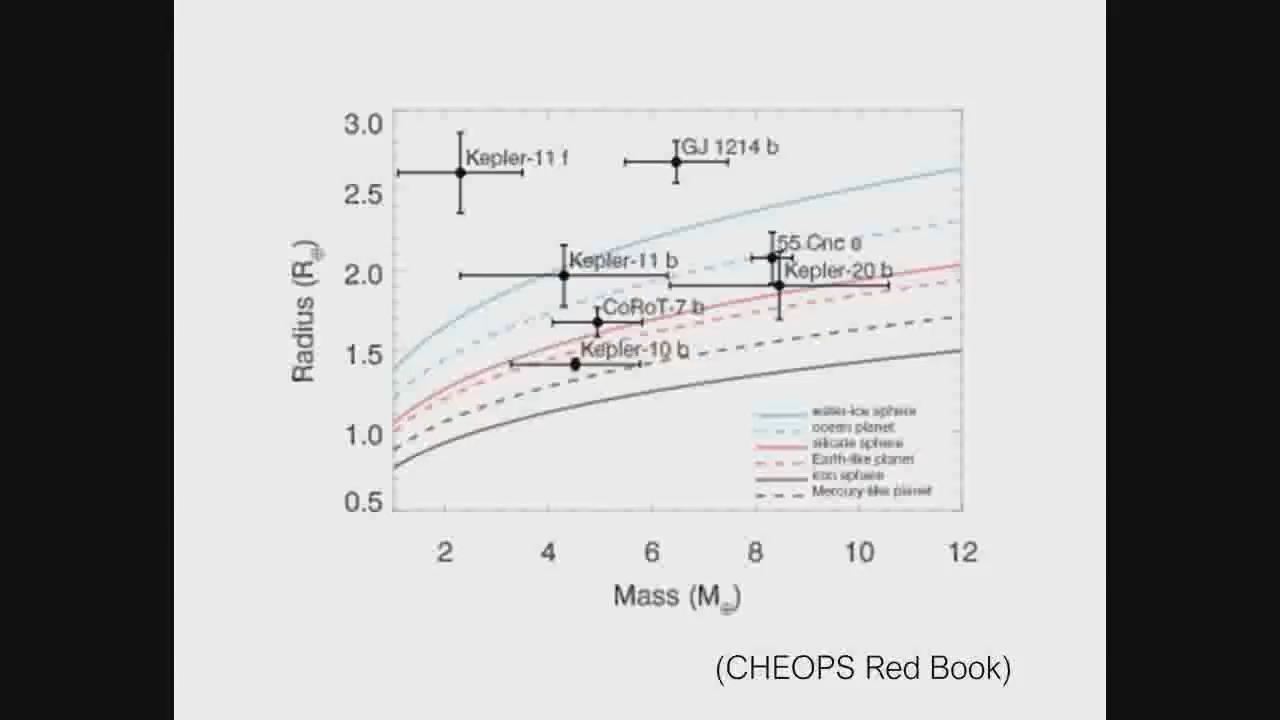 3.0
Kepler-11 f
GJ 1214 b
2.5
55 Cnc e
2.0
Kepler-11 b
Kepler-20 b
Radius (R⊕)
CoRoT-7 b
1.5
Kepler-10 b
water-ice sphere
1.0
ocean planet
silicate sphere
Earth-like planet
iron sphere
0.5
Mercury-like planet
2 4 6 8 10 12
Mass (M⊕)
(CHEOPS Red Book)